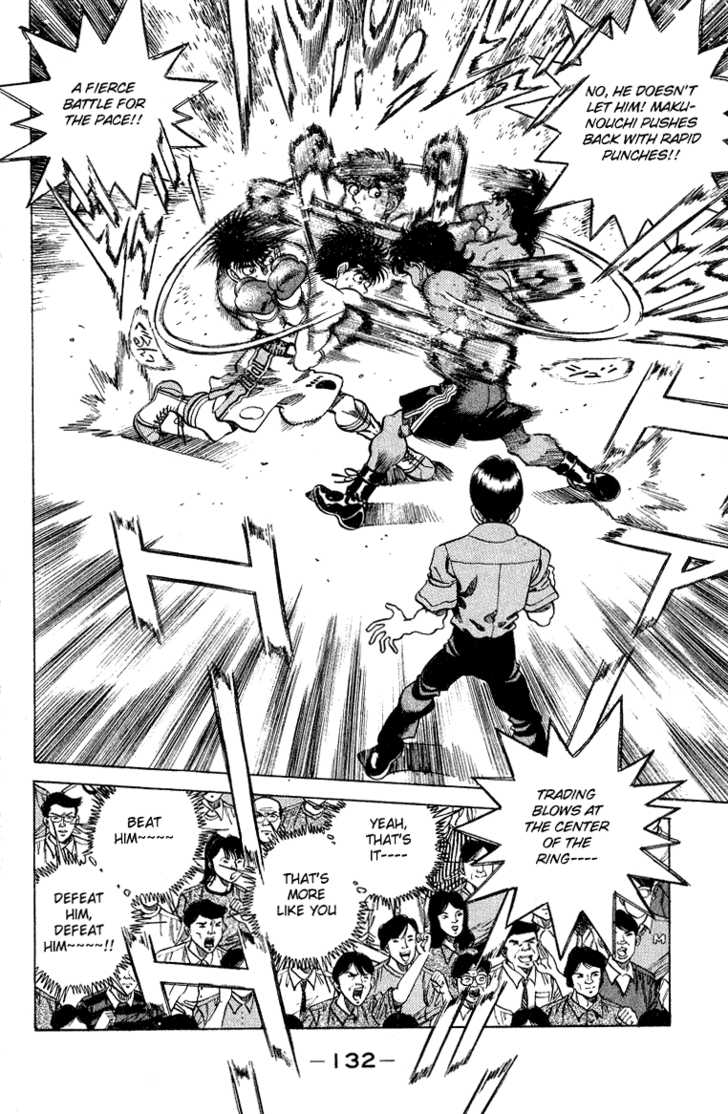 NO, HE DOESN'T
LET HIM! MAKU-
NOUCHI PUSHES
BACK WITH RAPID
PUNCHES!!
A FIERCE
BATTLE FOR
THE PACE!!
TRADING
BLOWS AT
THE CENTER
OF THE
RING----
YEAH,
THAT'S
IT----
THAT'S
MORE
LIKE YOU
BEAT
HIM~~~~
DEFEAT
HIM,
DEFEAT
HIM~~~~!!
M
-132-